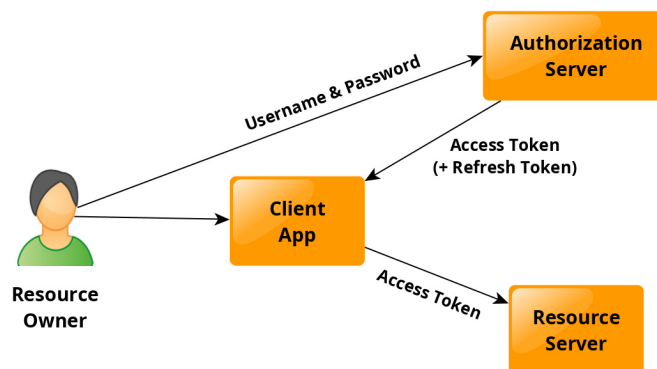 Authorization
Server
Username & Password
Access Token
(+ Refresh Token)
Client
App
Access Token
Resource
Owner
Resource
Server